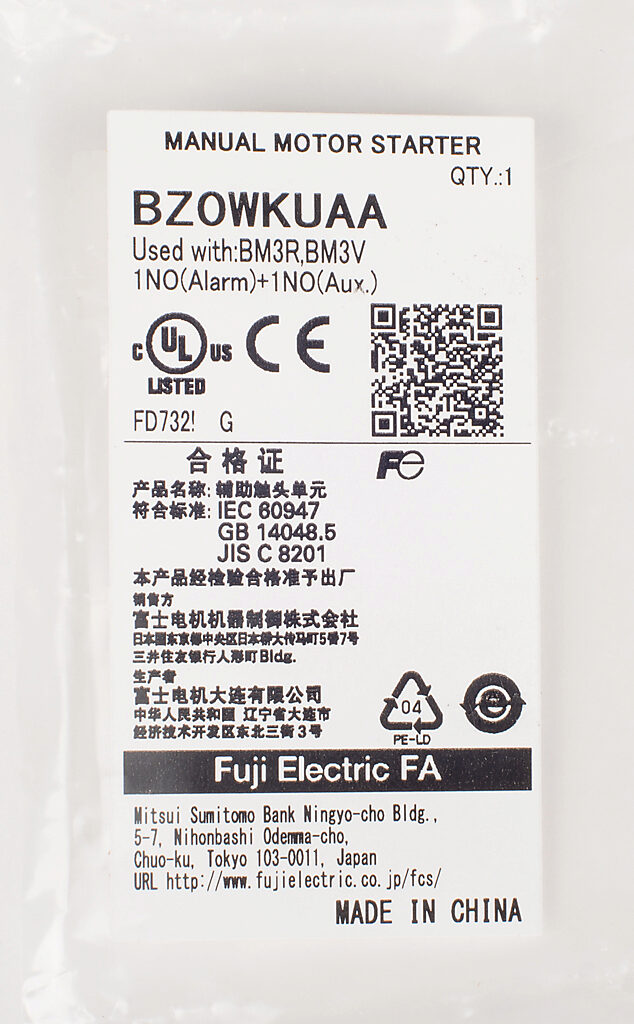 MANUAL MOTOR STARTER
QTY.:1
BZ0WKUAA
Used with:BM3R,BM3V
1NO(Alarm)+1NO(Aux.)
C UL US CE
LISTED
FD732! G
合格证 Fe
产品名称: 辅助触头单元
符合标准: IEC 60947
GB 14048.5
JIS C 8201
本产品经检验合格准予出厂
销售方
富士电机机器制御株式会社
日本国东京都中央区日本桥大传马町5番7号
三井住友银行人形町Bldg.
生产者
富士电机大连有限公司
中华人民共和国 辽宁省大连市
经济技术开发区东北三街3号
04
PE-LD
e
Fuji Electric FA
Mitsui Sumitomo Bank Ningyo-cho Bldg.,
5-7, Nihonbashi Odemma-cho,
Chuo-ku, Tokyo 103-0011, Japan
URL http://www.fujielectric.co.jp/fcs/
MADE IN CHINA